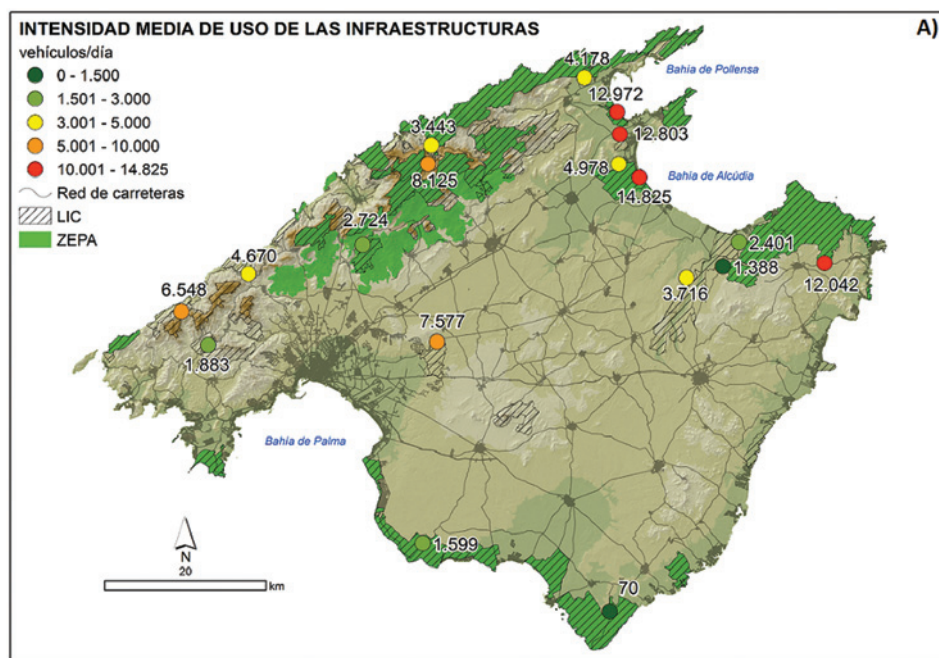 INTENSIDAD MEDIA DE USO DE LAS INFRAESTRUCTURAS
A)
vehículos/día
0 - 1.500
1.501 - 3.000
3.001 - 5.000
5.001 - 10.000
10.001 - 14.825
Red de carreteras
LIC
ZEPA
4.178
Bahía de Pollensa
12.972
12.803
3.443
4.978
8.125
Bahía de Alcúdia
14.825
2.724
2.401
4.670
1.388
3.716
12.042
6.548
7.577
1.883
Bahía de Palma
1.599
N
20
km
70